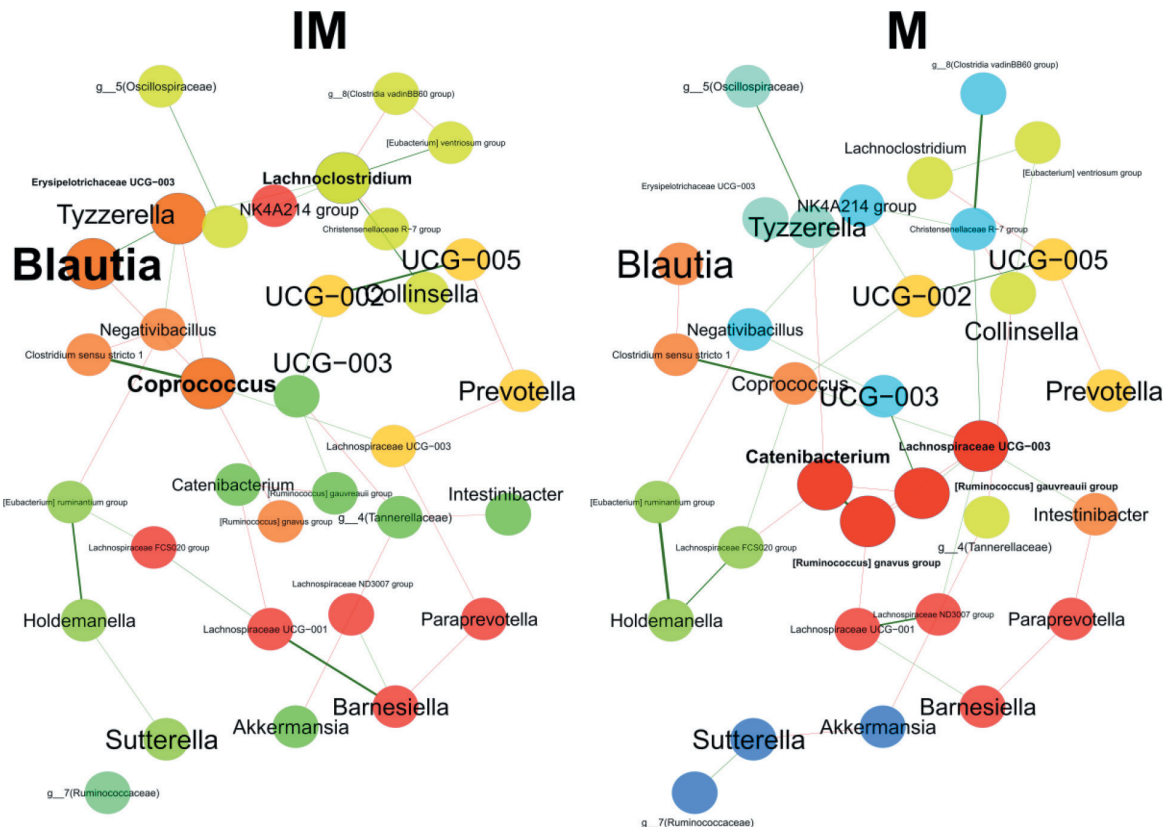 IM
g__5(Oscillospiraceae)
g__8(Clostridia vadinBB60 group)
[Eubacterium] ventriosum group
Lachnoclostridium
Erysipelotrichaceae UCG-003
NK4A214 group
Tyzzerella
Christensenellaceae R-7 group
Blautia
UCG-005
UCG-002
Collinsella
Negativibacillus
Clostridium sensu stricto 1
UCG-003
Coprococcus
Prevotella
Lachnospiraceae UCG-003
Catenibacterium
[Ruminococcus] gauvreauii group
Intestinibacter
[Eubacterium] ruminantium group
[Ruminococcus] gnavus group
g__4(Tannerellaceae)
Lachnospiraceae FCS020 group
Lachnospiraceae ND3007 group
Holdemanella
Lachnospiraceae UCG-001
Paraprevotella
Barnesiella
Akkermansia
Sutterella
g__7(Ruminococcaceae)
M
g__8(Clostridia vadinBB60 group)
g__5(Oscillospiraceae)
Lachnoclostridium
[Eubacterium] ventriosum group
Erysipelotrichaceae UCG-003
NK4A214 group
Tyzzerella
Christensenellaceae R-7 group
Blautia
UCG-005
UCG-002
Negativibacillus
Collinsella
Clostridium sensu stricto 1
Coprococcus
UCG-003
Prevotella
Lachnospiraceae UCG-003
Catenibacterium
[Ruminococcus] gauvreauii group
[Eubacterium] ruminantium group
Intestinibacter
Lachnospiraceae FCS020 group
g__4(Tannerellaceae)
[Ruminococcus] gnavus group
Holdemanella
Lachnospiraceae ND3007 group
Lachnospiraceae UCG-001
Paraprevotella
Barnesiella
Akkermansia
Sutterella
g__7(Ruminococcaceae)